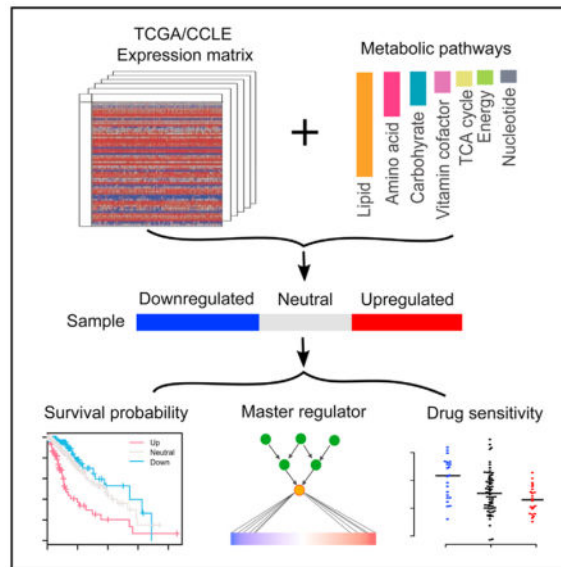 TCGA/CCLE
Expression matrix
Metabolic pathways
Lipid
Amino acid
Carbohyrate
Vitamin cofactor
TCA cycle
Energy
Nucleotide
Downregulated Neutral Upregulated
Sample
Survival probability
Master regulator
Drug sensitivity
Up
Neutral
Down